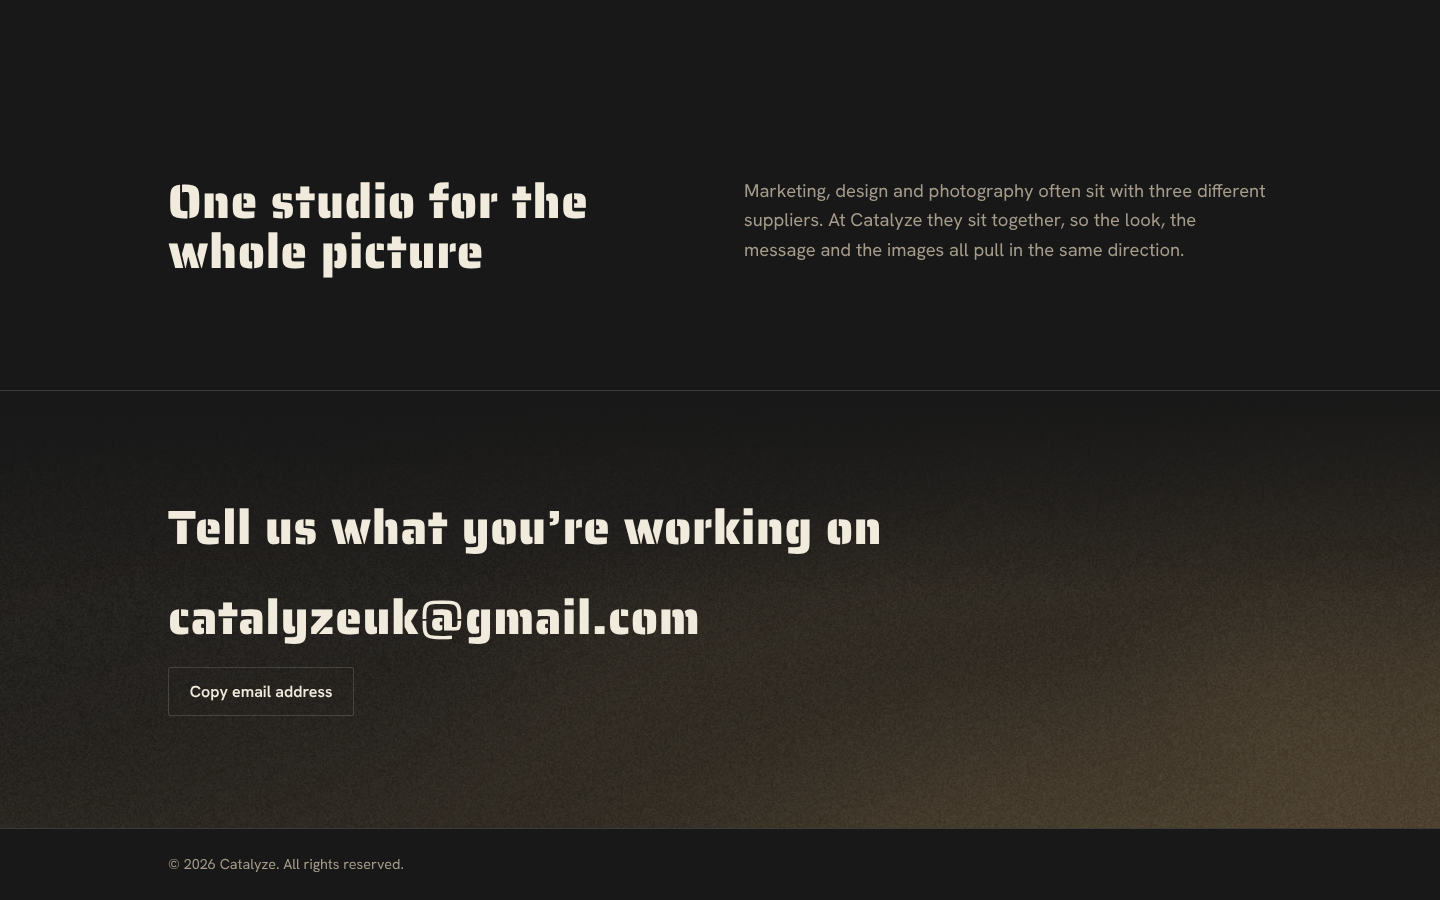 One studio for the
whole picture
Marketing, design and photography often sit with three different
suppliers. At Catalyze they sit together, so the look, the
message and the images all pull in the same direction.
Tell us what you’re working on
catalyzeuk@gmail.com
Copy email address
© 2026 Catalyze. All rights reserved.